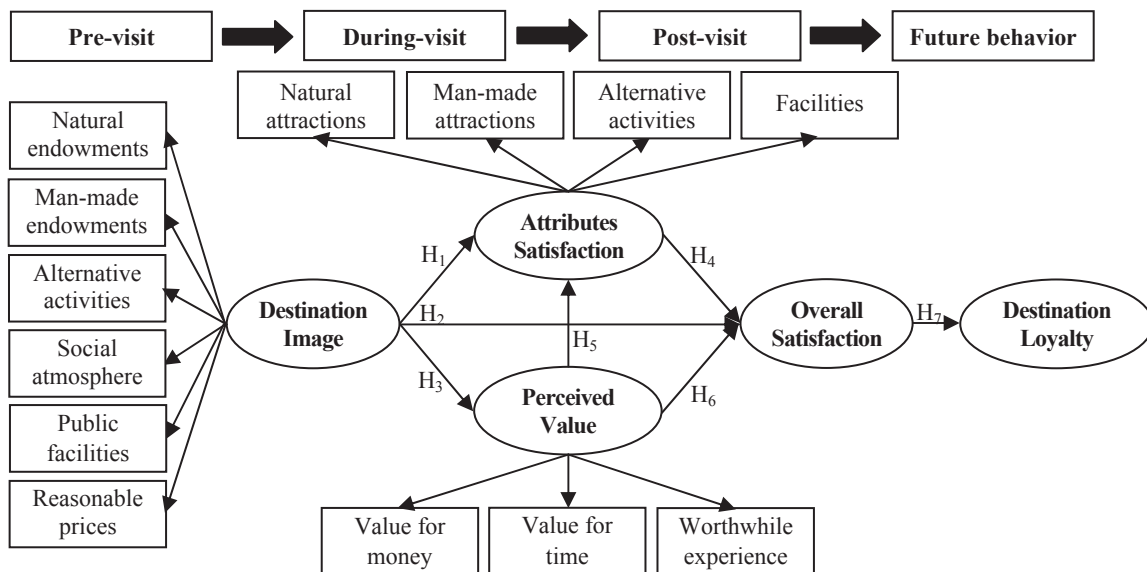 Pre-visit
During-visit
Post-visit
Future behavior
Natural
attractions
Man-made
attractions
Alternative
activities
Facilities
Natural
endowments
Man-made
endowments
Alternative
activities
Social
atmosphere
Public
facilities
Reasonable
prices
Destination
Image
Attributes
Satisfaction
Perceived
Value
Overall
Satisfaction
Destination
Loyalty
H₁
H₂
H₃
H₄
H₅
H₆
H₇
Value for
money
Value for
time
Worthwhile
experience